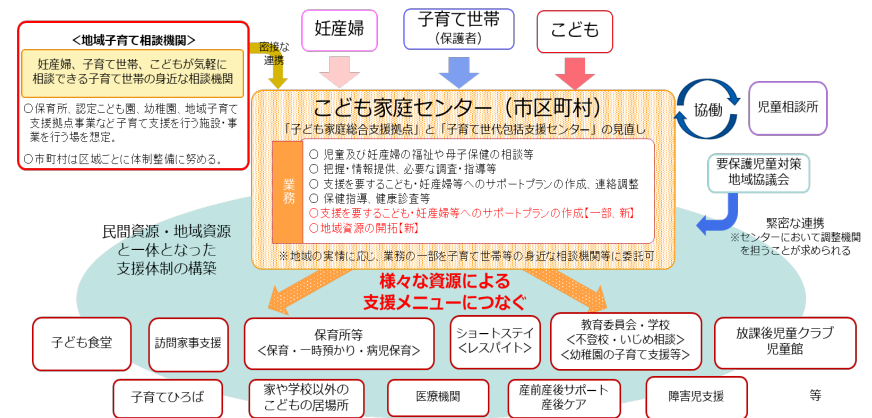 <地域子育て相談機関>
妊産婦、子育て世帯、こどもが気軽に
相談できる子育て世帯の身近な相談機関
○保育所、認定こども園、幼稚園、地域子育て
支援拠点事業など子育て支援を行う施設・事
業を行う場を想定。
○市町村は区域ごとに体制整備に努める。
密接な
連携
妊産婦
子育て世帯
(保護者)
こども
こども家庭センター（市区町村）
「子ども家庭総合支援拠点」と「子育て世代包括支援センター」の見直し
業務
○ 児童及び妊産婦の福祉や母子保健の相談等
○ 把握・情報提供、必要な調査・指導等
○ 支援を要するこども・妊産婦等へのサポートプランの作成、連絡調整
○ 保健指導、健康診査等
○支援を要するこども・妊産婦等へのサポートプランの作成【一部、新】
○地域資源の開拓【新】
※地域の実情に応じ、業務の一部を子育て世帯等の身近な相談機関等に委託可
協働
児童相談所
要保護児童対策
地域協議会
緊密な連携
※センターにおいて調整機関
を担うことが求められる
民間資源・地域資源
と一体となった
支援体制の構築
様々な資源による
支援メニューにつなぐ
子ども食堂
訪問家事支援
保育所等
<保育・一時預かり・病児保育>
ショートステイ
<レスパイト>
教育委員会・学校
<不登校・いじめ相談>
<幼稚園の子育て支援等>
放課後児童クラブ
児童館
子育てひろば
家や学校以外の
こどもの居場所
医療機関
産前産後サポート
産後ケア
障害児支援
等